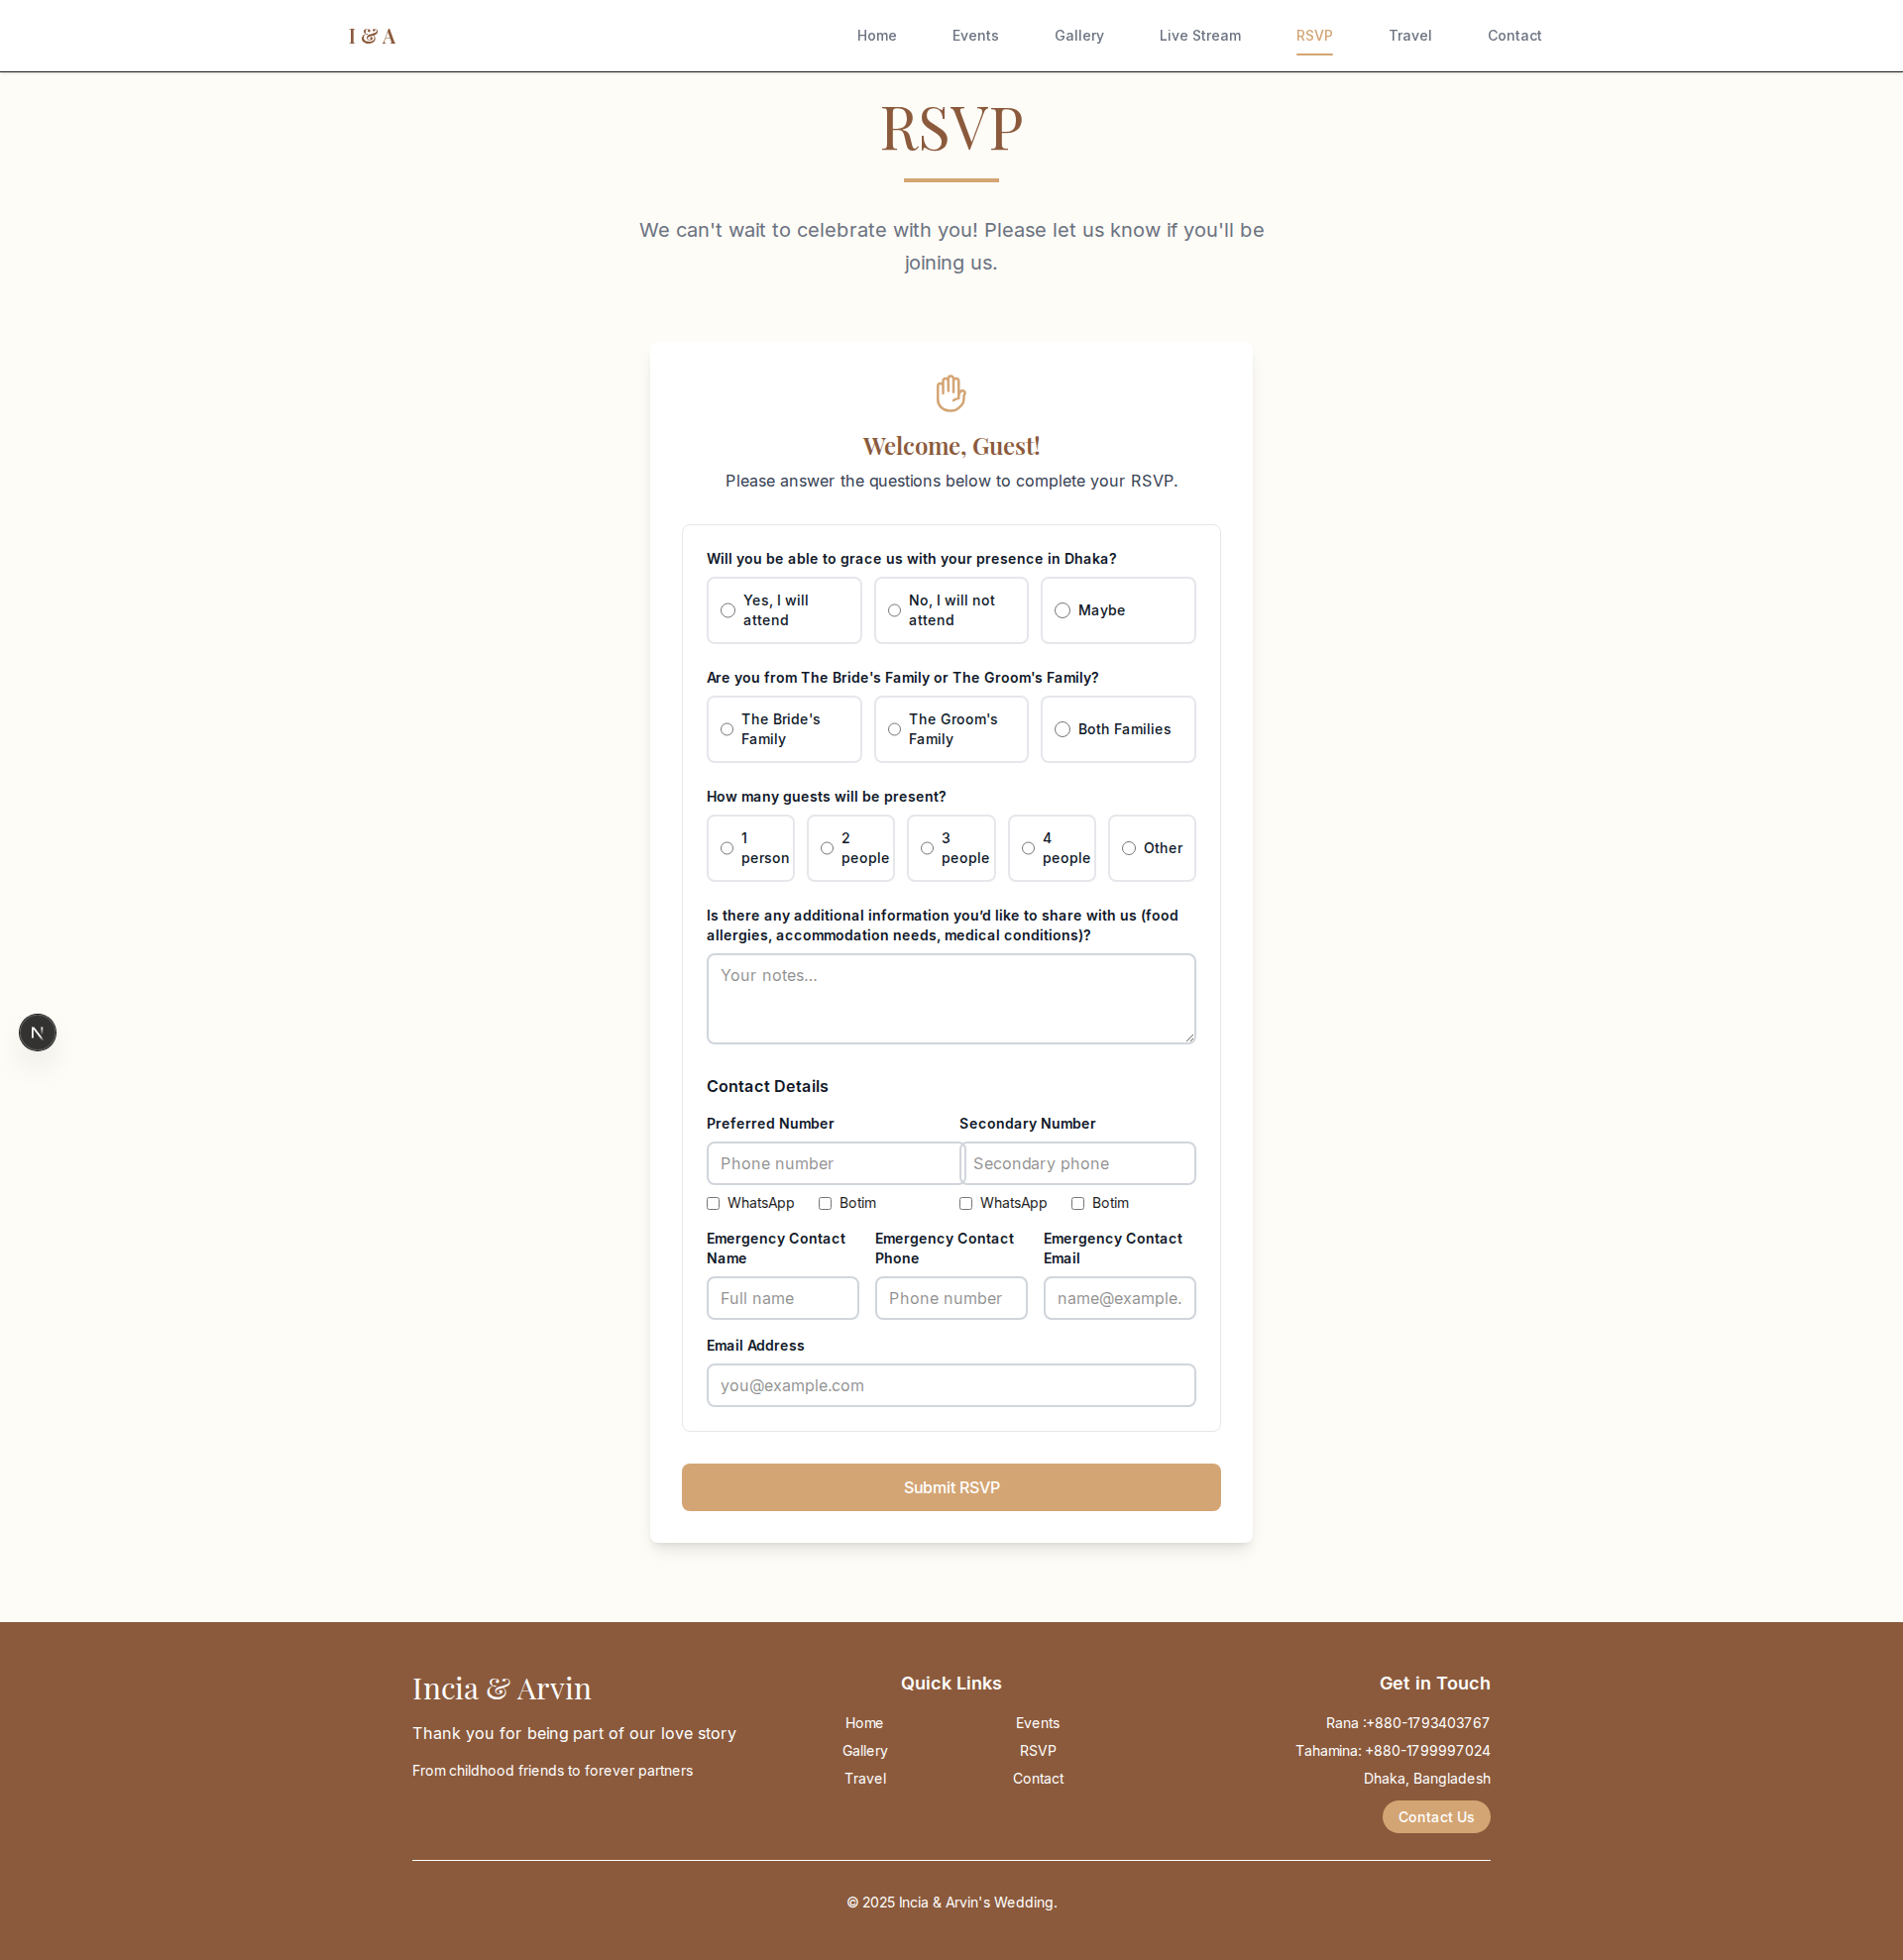 I & A
Home
Events
Gallery
Live Stream
RSVP
Travel
Contact
RSVP
We can't wait to celebrate with you! Please let us know if you'll be
joining us.
Welcome, Guest!
Please answer the questions below to complete your RSVP.
Will you be able to grace us with your presence in Dhaka?
Yes, I will
attend
No, I will not
attend
Maybe
Are you from The Bride's Family or The Groom's Family?
The Bride's
Family
The Groom's
Family
Both Families
How many guests will be present?
1
person
2
people
3
people
4
people
Other
Is there any additional information you’d like to share with us (food
allergies, accommodation needs, medical conditions)?
Your notes...
Contact Details
Preferred Number
Secondary Number
Phone number
Secondary phone
WhatsApp
Botim
WhatsApp
Botim
Emergency Contact
Name
Emergency Contact
Phone
Emergency Contact
Email
Full name
Phone number
name@example.
Email Address
you@example.com
Submit RSVP
N
Incia & Arvin
Thank you for being part of our love story
From childhood friends to forever partners
Quick Links
Home
Events
Gallery
RSVP
Travel
Contact
Get in Touch
Rana :+880-1793403767
Tahamina: +880-1799997024
Dhaka, Bangladesh
Contact Us
© 2025 Incia & Arvin's Wedding.